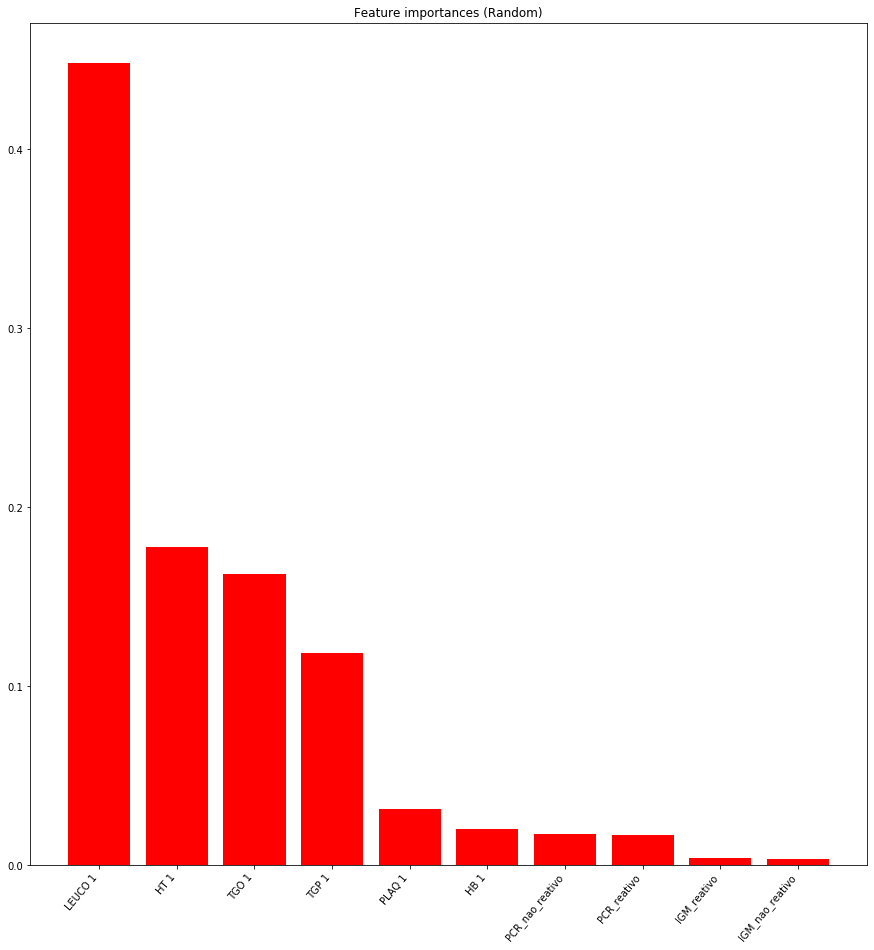 Feature importances (Random)
0.4
0.3
0.2
0.1
0.0
LEUCO 1
HT 1
TGO 1
TGP 1
PLAQ 1
HB 1
PCR_nao_reativo
PCR_reativo
IGM_reativo
IGM_nao_reativo